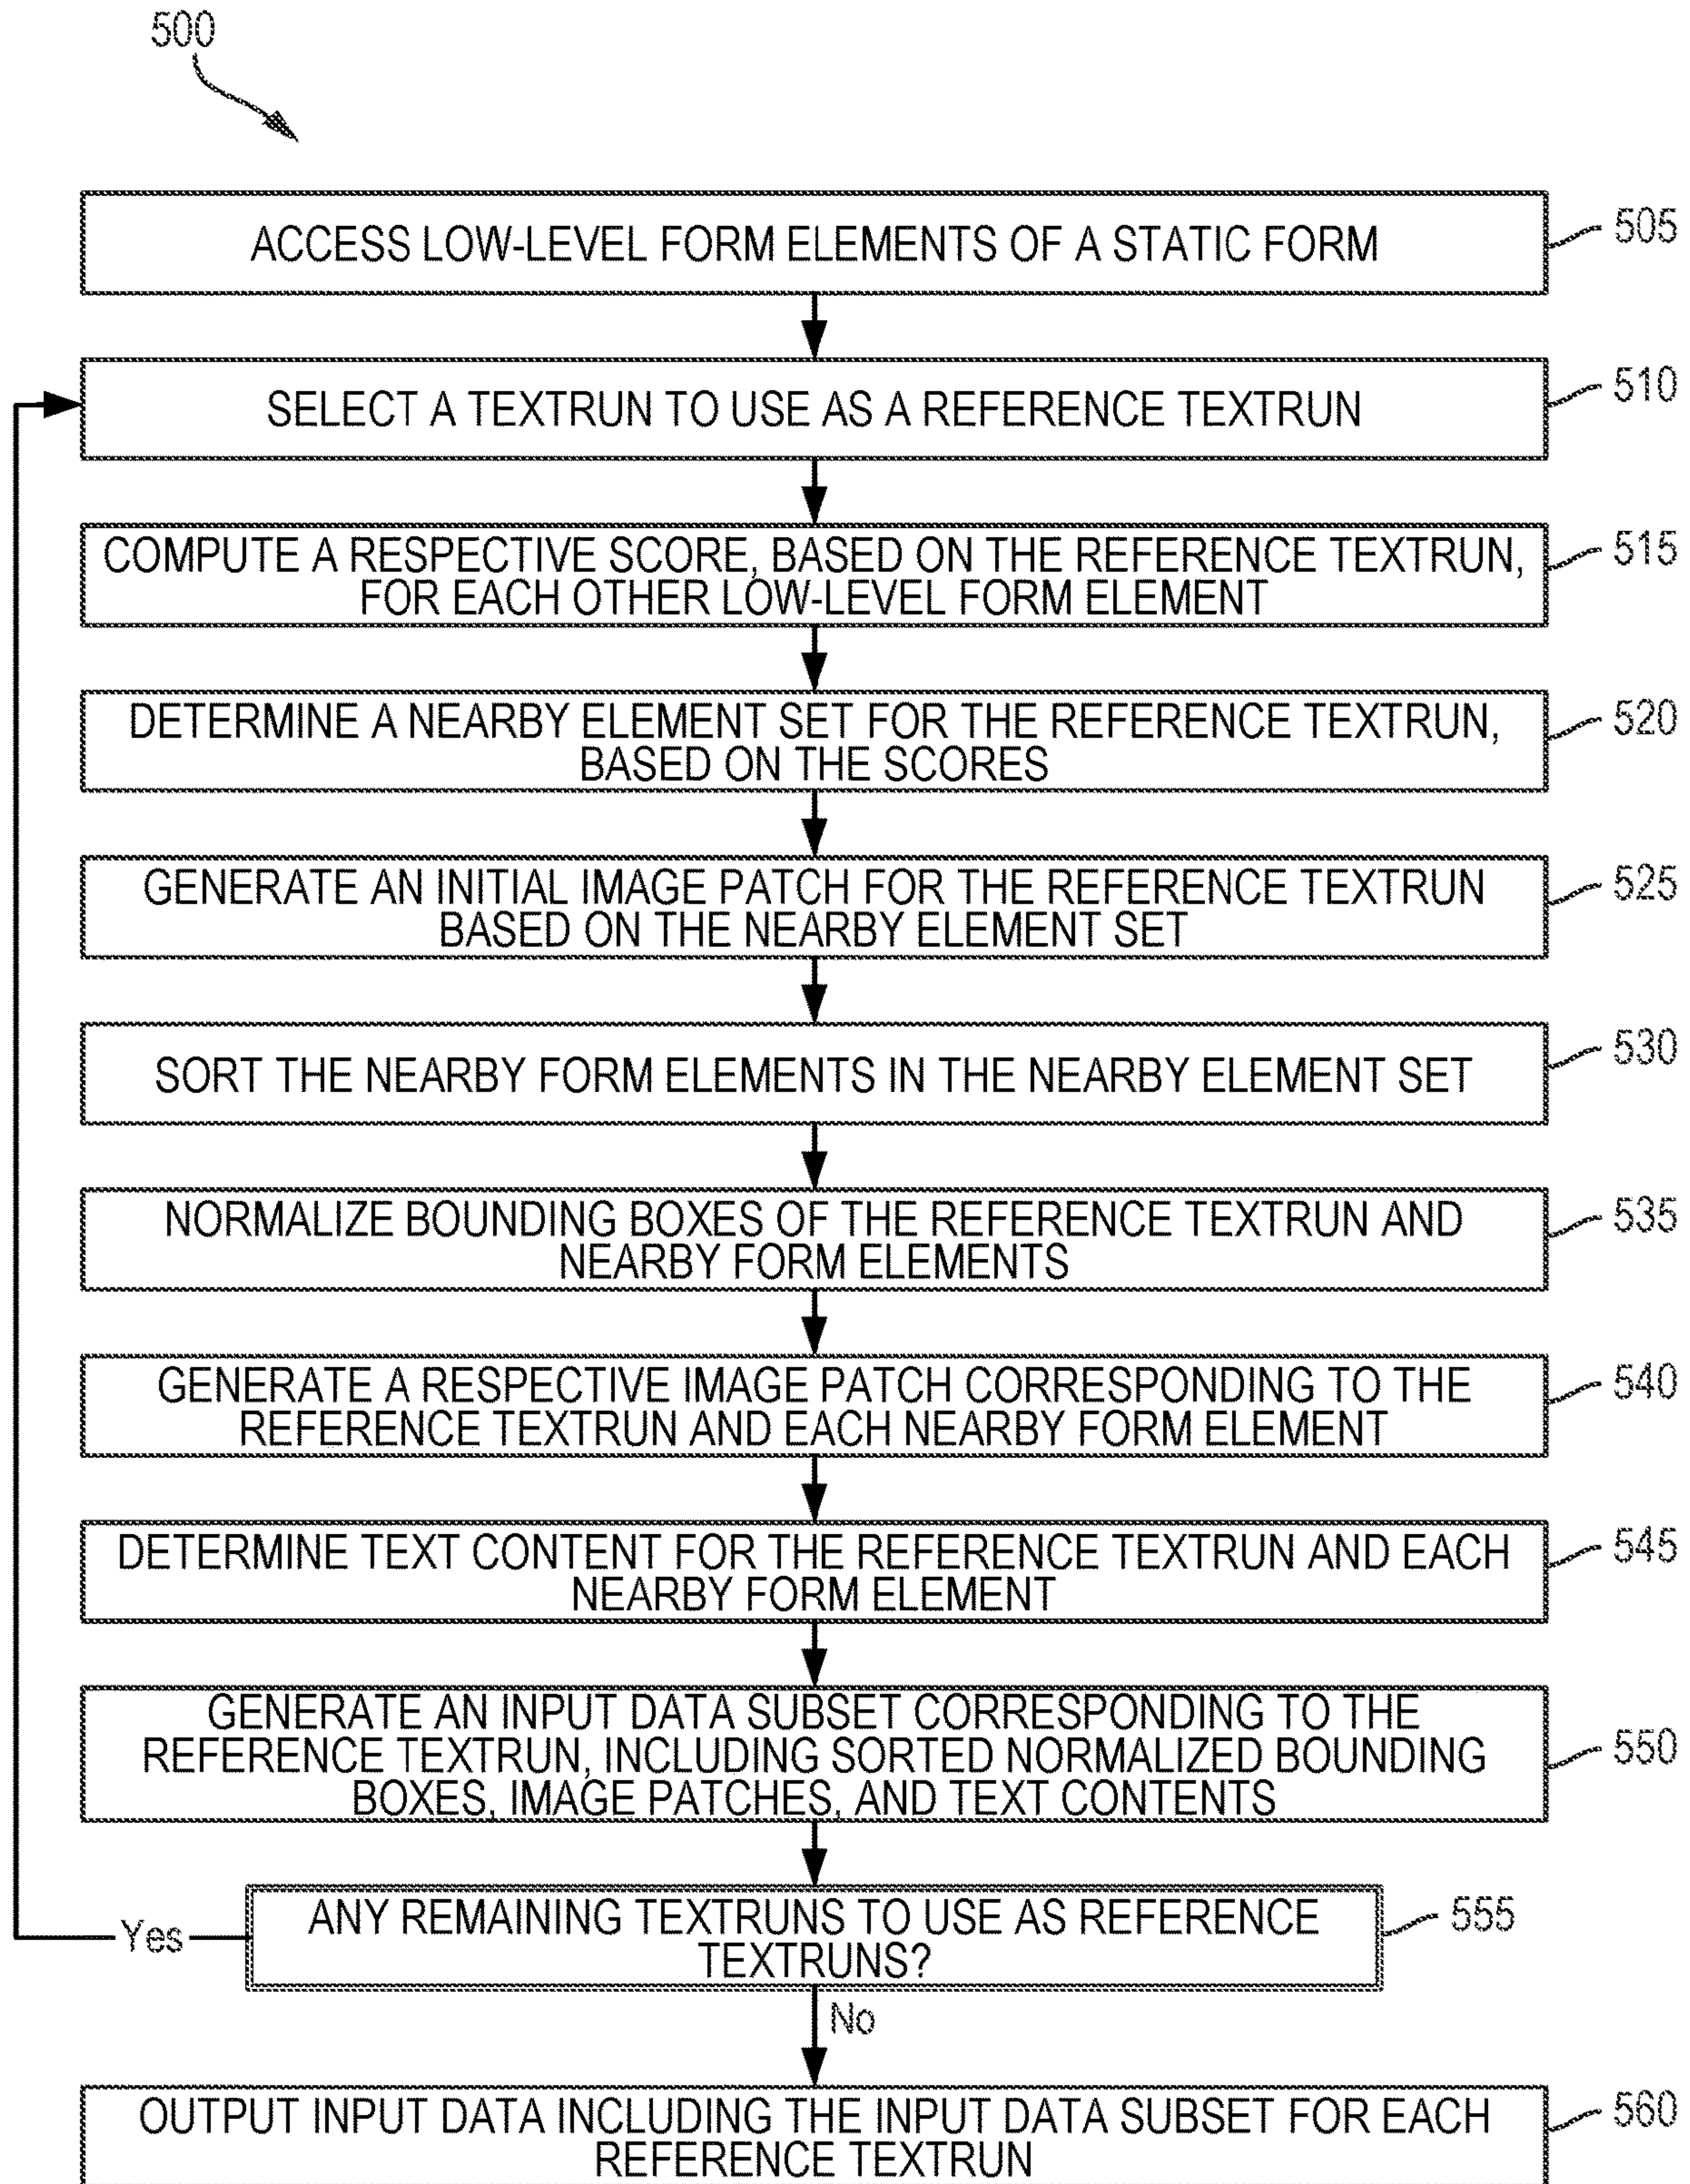 500
ACCESS LOW-LEVEL FORM ELEMENTS OF A STATIC FORM
505
SELECT A TEXTRUN TO USE AS A REFERENCE TEXTRUN
510
COMPUTE A RESPECTIVE SCORE, BASED ON THE REFERENCE TEXTRUN,
FOR EACH OTHER LOW-LEVEL FORM ELEMENT
515
DETERMINE A NEARBY ELEMENT SET FOR THE REFERENCE TEXTRUN,
BASED ON THE SCORES
520
GENERATE AN INITIAL IMAGE PATCH FOR THE REFERENCE TEXTRUN
BASED ON THE NEARBY ELEMENT SET
525
SORT THE NEARBY FORM ELEMENTS IN THE NEARBY ELEMENT SET
530
NORMALIZE BOUNDING BOXES OF THE REFERENCE TEXTRUN AND
NEARBY FORM ELEMENTS
535
GENERATE A RESPECTIVE IMAGE PATCH CORRESPONDING TO THE
REFERENCE TEXTRUN AND EACH NEARBY FORM ELEMENT
540
DETERMINE TEXT CONTENT FOR THE REFERENCE TEXTRUN AND EACH
NEARBY FORM ELEMENT
545
GENERATE AN INPUT DATA SUBSET CORRESPONDING TO THE
REFERENCE TEXTRUN, INCLUDING SORTED NORMALIZED BOUNDING
BOXES, IMAGE PATCHES, AND TEXT CONTENTS
550
ANY REMAINING TEXTRUNS TO USE AS REFERENCE
TEXTRUNS?
555
Yes
No
OUTPUT INPUT DATA INCLUDING THE INPUT DATA SUBSET FOR EACH
REFERENCE TEXTRUN
560